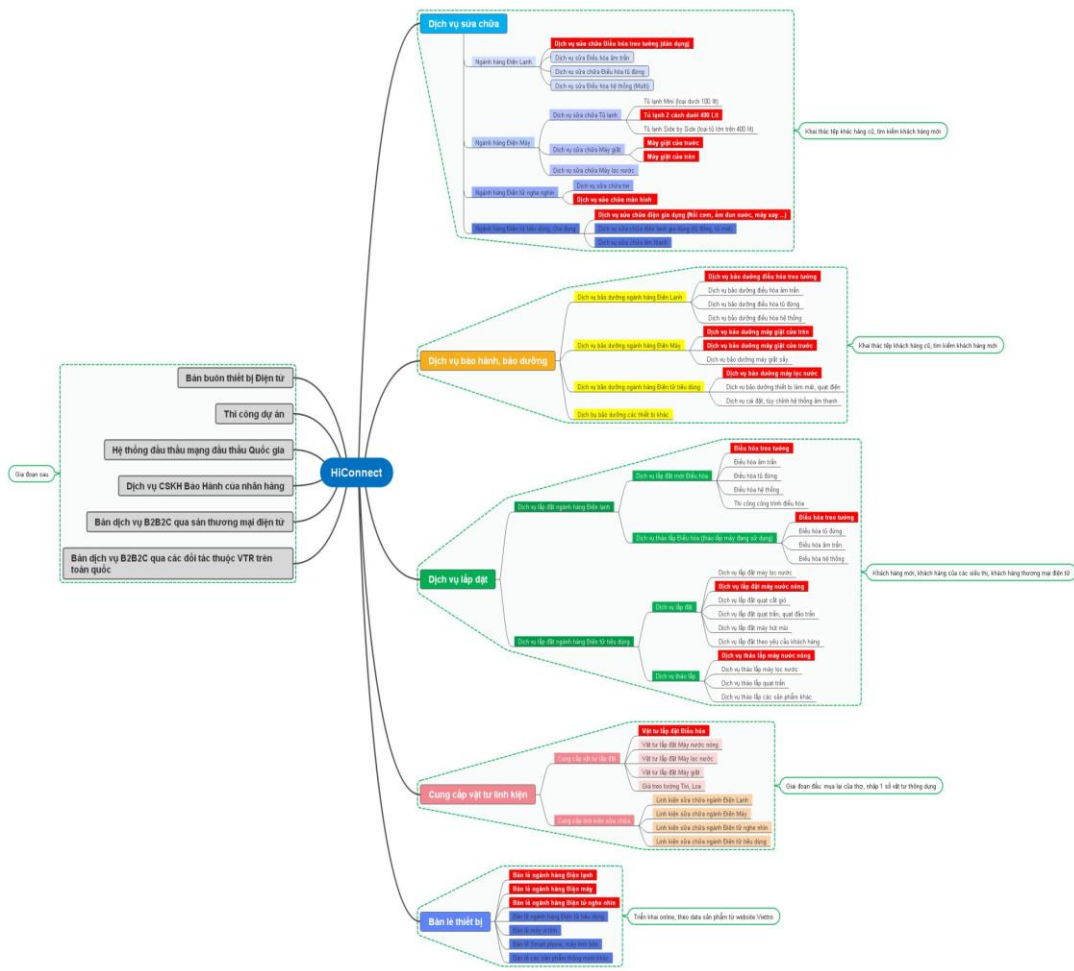 Dịch vụ sửa chữa
Ngành hàng Điện Lạnh
Dịch vụ sửa chữa Điều hòa treo tường (dân dụng)
Dịch vụ sửa Điều hòa âm trần
Dịch vụ sửa chữa Điều hòa tủ đứng
Dịch vụ sửa Điều hòa hệ thống (Multi)
Ngành hàng Điện Máy
Dịch vụ sửa chữa Tủ lạnh
Tủ lạnh Mini (loại dưới 100 lít)
Tủ lạnh 2 cánh dưới 400 Lít
Tủ lạnh Side by Side (loại tủ lớn trên 400 lít)
Dịch vụ sửa chữa Máy giặt
Máy giặt cửa trước
Máy giặt cửa trên
Dịch vụ sửa chữa Máy lọc nước
Ngành hàng Điện tử nghe nghìn
Dịch vụ sửa chữa tivi
Dịch vụ sửa chữa màn hình
Ngành hàng Điện tử tiêu dùng, Gia dụng
Dịch vụ sửa chữa điện gia dụng (Nồi cơm, ấm đun nước, máy xay ...)
Dịch vụ sửa chữa âm thanh
Khai thác tệp khác hàng cũ, tìm kiếm khách hàng mới
Dịch vụ bảo hành, bảo dưỡng
Dịch vụ bảo dưỡng ngành hàng Điện Lạnh
Dịch vụ bảo dưỡng điều hòa treo tường
Dịch vụ bảo dưỡng điều hòa âm trần
Dịch vụ bảo dưỡng điều hòa tủ đứng
Dịch vụ bảo dưỡng điều hòa hệ thống
Dịch vụ bảo dưỡng ngành hàng Điện Máy
Dịch vụ bảo dưỡng máy giặt cửa trên
Dịch vụ bảo dưỡng máy giặt cửa trước
Dịch vụ bảo dưỡng máy giặt sấy
Dịch vụ bảo dưỡng ngành hàng Điện tử tiêu dùng
Dịch vụ bảo dưỡng máy lọc nước
Dịch vụ bảo dưỡng thiết bị làm mát, quạt điện
Dịch vụ cài đặt, tùy chỉnh hệ thống âm thanh
Dịch bụ bảo dưỡng các thiết bị khác
Khai thác tệp khách hàng cũ, tìm kiếm khách hàng mới
HiConnect
Bán buôn thiết bị Điện tử
Thi công dự án
Hệ thống đấu thầu mạng đấu thầu Quốc gia
Dịch vụ CSKH Bảo Hành của nhãn hàng
Bán dịch vụ B2B2C qua sàn thương mại điện tử
Bán dịch vụ B2B2C qua các đối tác thuộc VTR trên
toàn quốc
Gia đoạn sau
Dịch vụ lắp đặt
Dịch vụ lắp đặt ngành hàng Điện lạnh
Dịch vụ lắp đặt mới Điều hòa
Điều hòa treo tường
Điều hòa âm trần
Điều hòa tủ đứng
Điều hòa hệ thống
Thi công công trình điều hòa
Dịch vụ tháo lắp Điều hòa (tháo lắp máy đang sử dụng)
Điều hòa treo tường
Điều hòa tủ đứng
Điều hòa âm trần
Điều hòa hệ thống
Dịch vụ lắp đặt ngành hàng Điện tử tiêu dùng
Dịch vụ lắp đặt
Dịch vụ lắp đặt máy lọc nước
Dịch vụ lắp đặt máy nước nóng
Dịch vụ lắp đặt quạt cắt gió
Dịch vụ lắp đặt quạt trần, quạt đảo trần
Dịch vụ lắp đặt máy hút mùi
Dịch vụ lắp đặt theo yêu cầu khách hàng
Dịch vụ tháo lắp
Dịch vụ tháo lắp máy nước nóng
Dịch vụ tháo lắp máy lọc nước
Dịch vụ tháo lắp quạt trần
Dịch vụ tháo lắp các sản phẩm khác
Khách hàng mới, khách hàng của các siêu thị, khách hàng thương mại điện tử
Cung cấp vật tư linh kiện
Cung cấp vật tư lắp đặt
Vật tư lắp đặt Điều hòa
Vật tư lắp đặt Máy nước nóng
Vật tư lắp đặt Máy lọc nước
Vật tư lắp đặt Máy giặt
Giá treo tường Tivi, Loa
Cung cấp linh kiện sửa chữa
Linh kiện sửa chữa ngành Điện Lạnh
Linh kiện sửa chữa ngành Điện Máy
Linh kiện sửa chữa ngành Điện tử nghe nhìn
Linh kiện sửa chữa ngành Điện tử tiêu dùng
Giai đoạn đầu: mua lại của thợ, nhập 1 số vật tư thông dụng
Bán lẻ thiết bị
Bán lẻ ngành hàng Điện lạnh
Bán lẻ ngành hàng Điện máy
Bán lẻ ngành hàng Điện tử nghe nhìn
Bán lẻ ngành hàng Điện tử tiêu dùng
Bán lẻ máy vi tính
Bán lẻ Smart phone, máy tính bản
Bán lẻ các sản phẩm thông minh khác
Triển khai online, theo data sản phẩm từ website Viettro